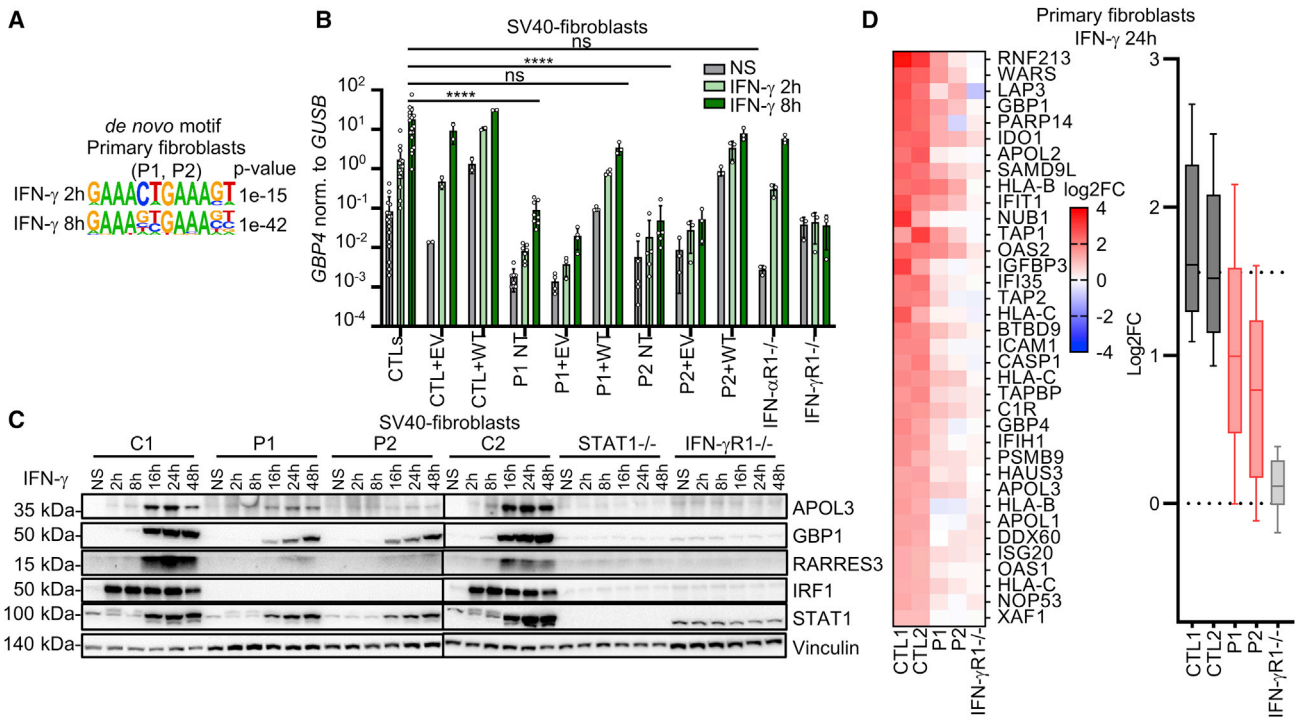 A
de novo motif
Primary fibroblasts
(P1, P2)
p-value
IFN-γ 2h GAAACTGAAAGT 1e-15
IFN-γ 8h GAAAGTGAAAGT 1e-42
B
SV40-fibroblasts
ns
****
ns
****
NS
IFN-γ 2h
IFN-γ 8h
GBP4 norm. to GUSB
10²
10¹
10⁰
10⁻¹
10⁻²
10⁻³
10⁻⁴
CTLs
CTL+EV
CTL+WT
P1 NT
P1+EV
P1+WT
P2 NT
P2+EV
P2+WT
IFN-αR1-/-
IFN-γR1-/-
C
SV40-fibroblasts
C1 P1 P2 C2 STAT1-/- IFN-γR1-/-
IFN-γ
NS 2h 8h 16h 24h 48h NS 2h 8h 16h 24h 48h NS 2h 8h 16h 24h 48h NS 2h 8h 16h 24h 48h NS 2h 8h 16h 24h 48h NS 2h 8h 16h 24h 48h
35 kDa- APOL3
50 kDa- GBP1
15 kDa- RARRES3
50 kDa- IRF1
100 kDa- STAT1
140 kDa- Vinculin
D
Primary fibroblasts
IFN-γ 24h
RNF213
WARS
LAP3
GBP1
PARP14
IDO1
APOL2
SAMD9L
HLA-B
IFIT1
NUB1
TAP1
OAS2
IGFBP3
IFI35
TAP2
HLA-C
BTBD9
ICAM1
CASP1
HLA-C
TAPBP
C1R
GBP4
IFIH1
PSMB9
HAUS3
APOL3
HLA-B
APOL1
DDX60
ISG20
OAS1
HLA-C
NOP53
XAF1
CTL1
CTL2
P1
P2
IFN-γR1-/-
log2FC
4
2
0
-2
-4
Log2FC
3
2
1
0
CTL1
CTL2
P1
P2
IFN-γR1-/-